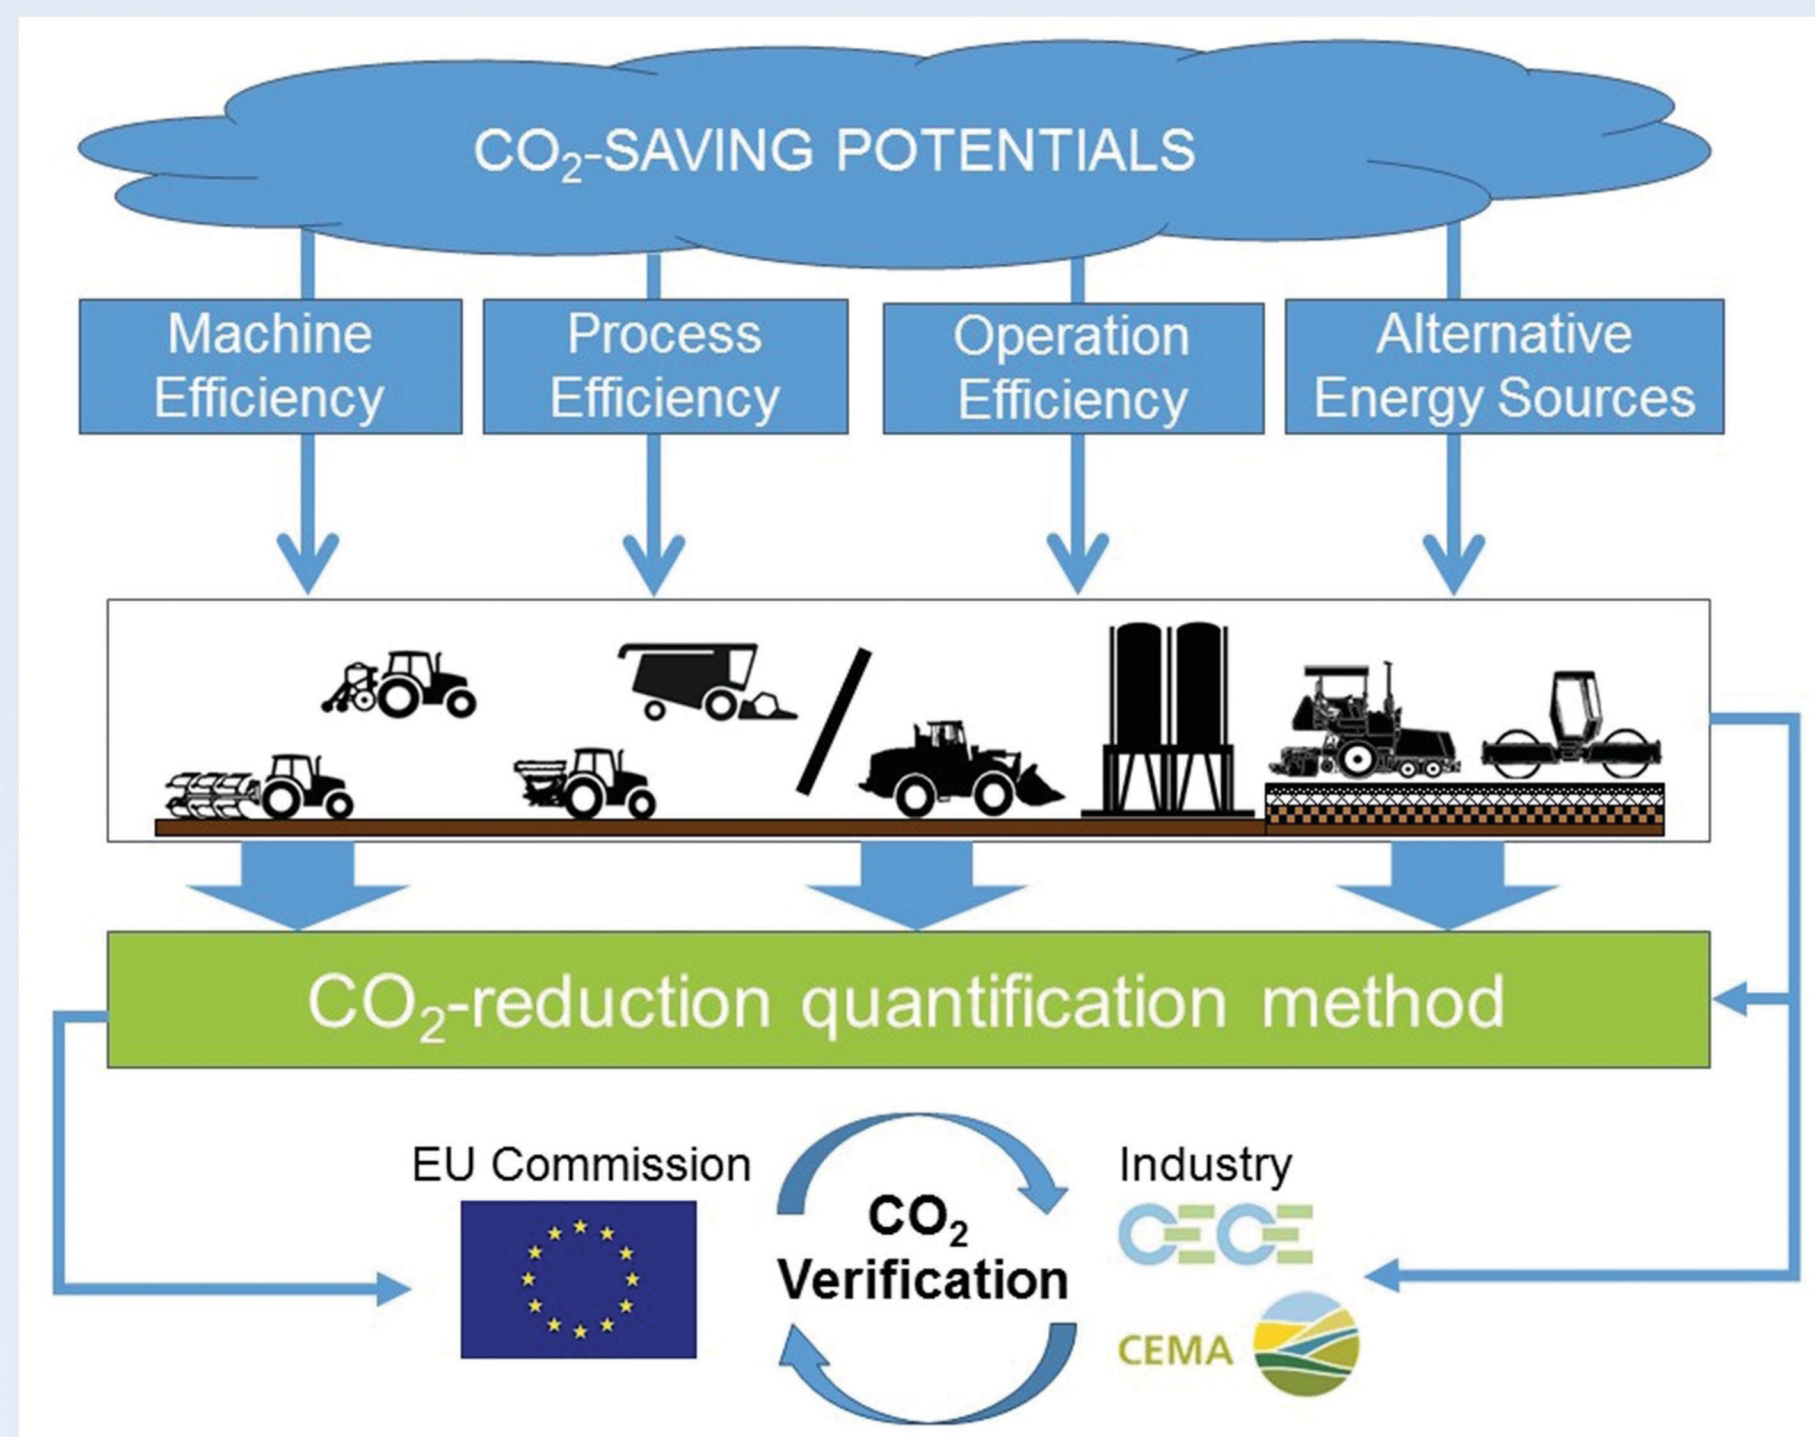 CO₂-SAVING POTENTIALS
Machine
Efficiency
Process
Efficiency
Operation
Efficiency
Alternative
Energy Sources
CO₂-reduction quantification method
EU Commission
CO₂
Verification
Industry
CECE
CEMA